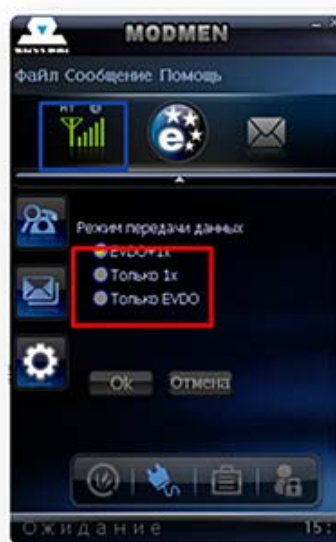 MODMEN
Файл Сообщение Помощь
Режим передачи данных
EVDO+1x
Только 1x
Только EVDO
Ok Отмена
Ожидание 15: